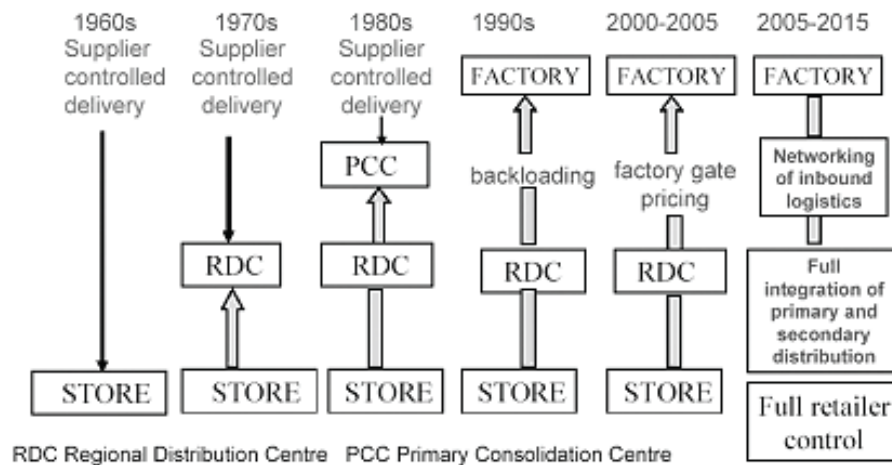 1960s
Supplier
controlled
delivery
STORE
1970s
Supplier
controlled
delivery
RDC
STORE
1980s
Supplier
controlled
delivery
PCC
RDC
STORE
1990s
FACTORY
backloading
RDC
STORE
2000-2005
FACTORY
factory gate
pricing
RDC
STORE
2005-2015
FACTORY
Networking
of inbound
logistics
Full
integration of
primary and
secondary
distribution
Full retailer
control
RDC Regional Distribution Centre PCC Primary Consolidation Centre